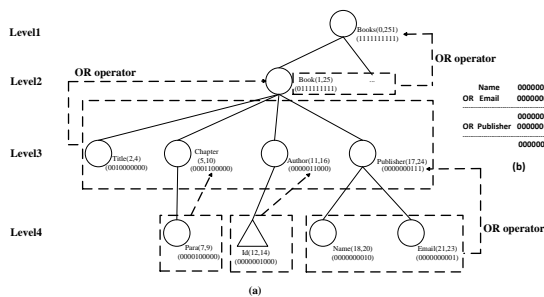 Level1
Books(0,251)
(1111111111)
OR operator
OR operator
Level2
Book(1,25)
(0111111111)
...
Name 000000
OR Email 000000
000000
OR Publisher 000000
000000
(b)
Level3
Title(2,4)
(0010000000)
Chapter
(5,10)
(0001100000)
Author(11,16)
(0000011000)
Publisher(17,24)
(0000000111)
OR operator
Level4
Para(7,9)
(0000100000)
Id(12,14)
(0000001000)
Name(18,20)
(0000000010)
Email(21,23)
(0000000001)
(a)